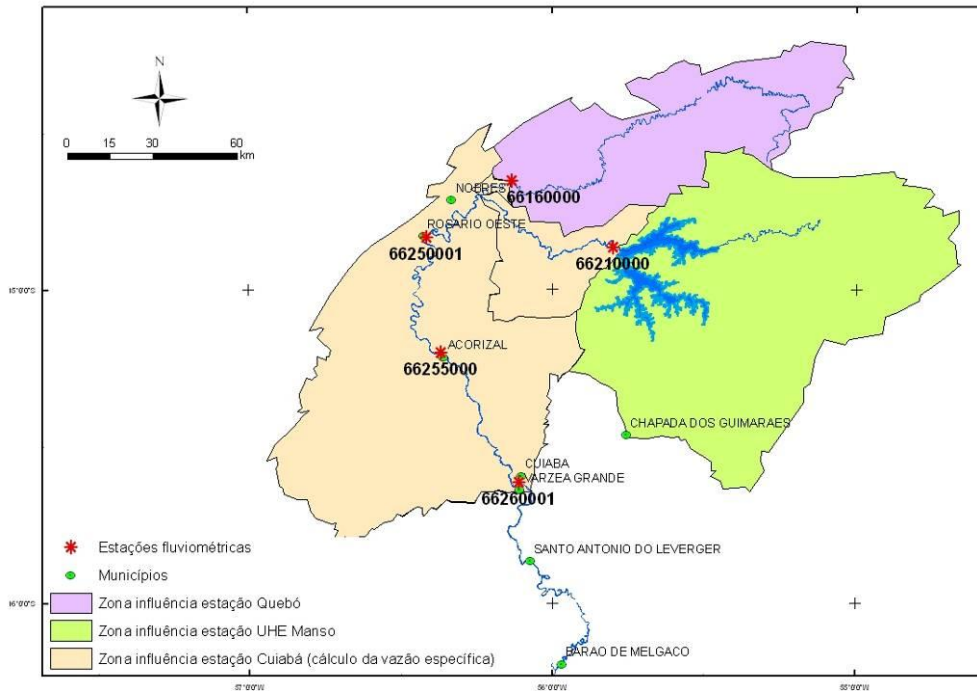 N
0 15 30 60
km
NOBRES
66160000
ROSARIO OESTE
66250001
66210000
ACORIZAL
66255000
CHAPADA DOS GUIMARAES
CUIABA
VARZEA GRANDE
66260001
SANTO ANTONIO DO LEVERGER
BARAO DE MELGACO
Estações fluviométricas
Municípios
Zona influência estação Quebó
Zona influência estação UHE Manso
Zona influência estação Cuiabá (cálculo da vazão específica)